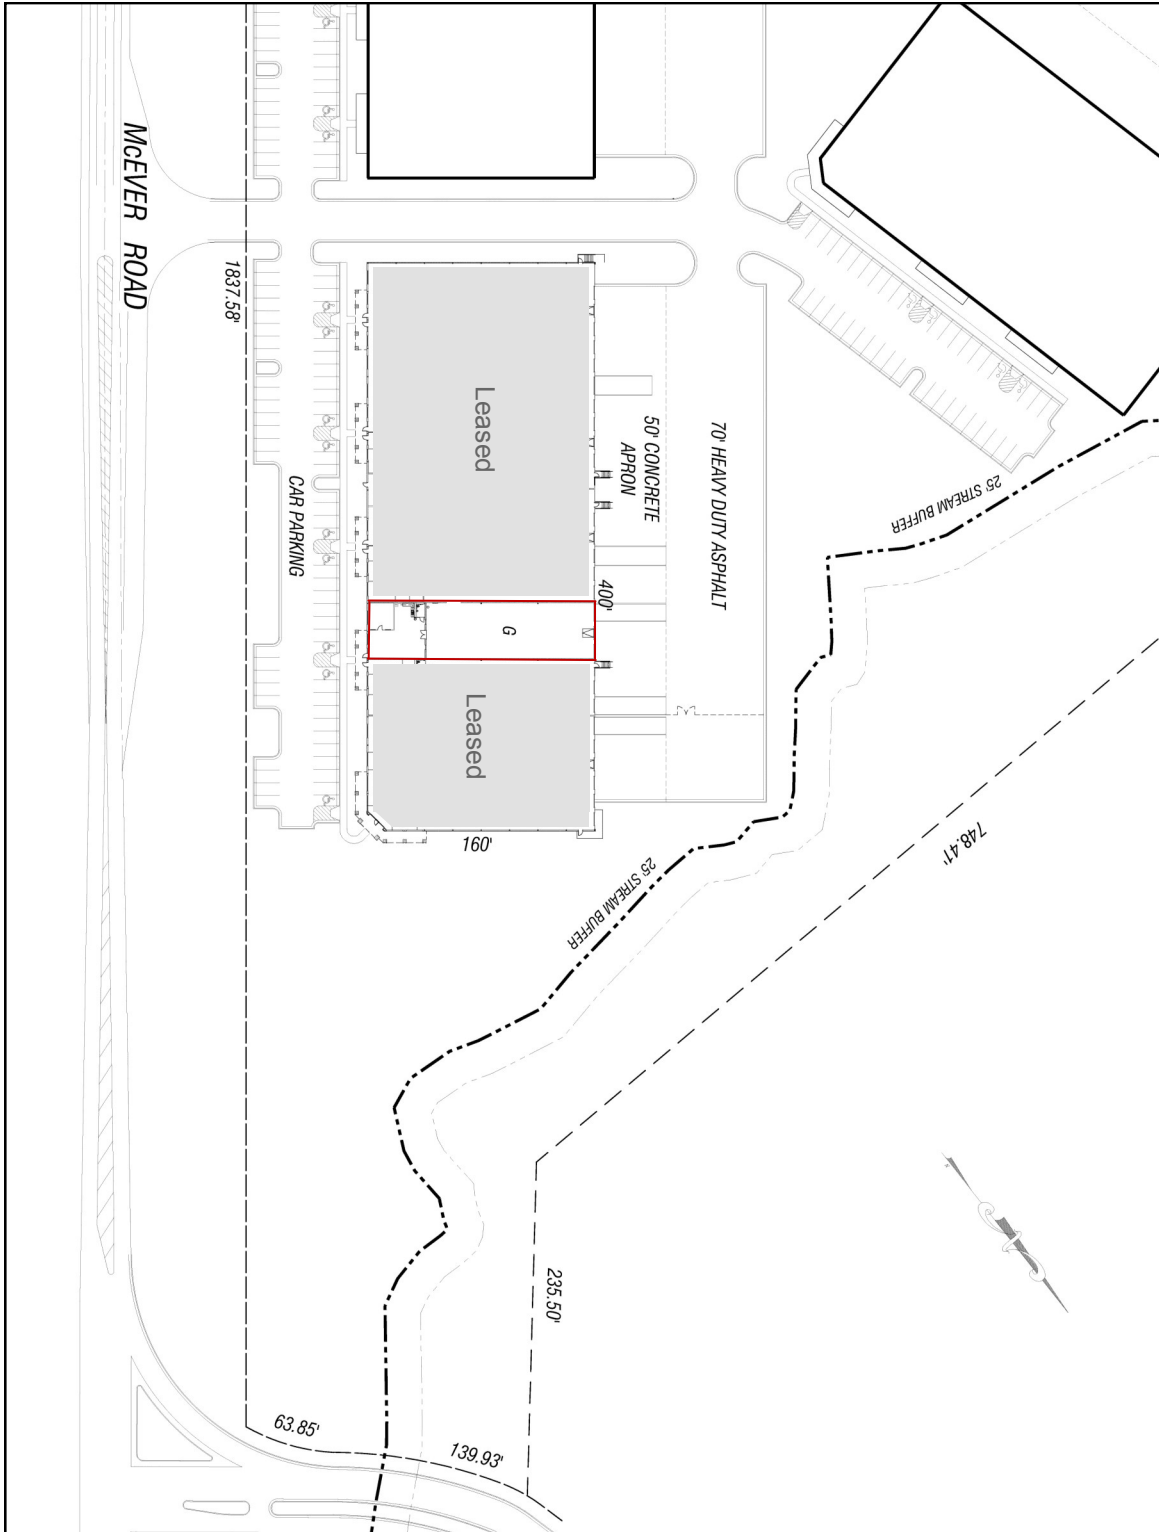 McEVER ROAD
1837.58'
CAR PARKING
Leased
400'
50' CONCRETE
APRON
70' HEAVY DUTY ASPHALT
25' STREAM BUFFER
G
Leased
160'
25' STREAM BUFFER
748.41'
235.50'
63.85'
139.93'